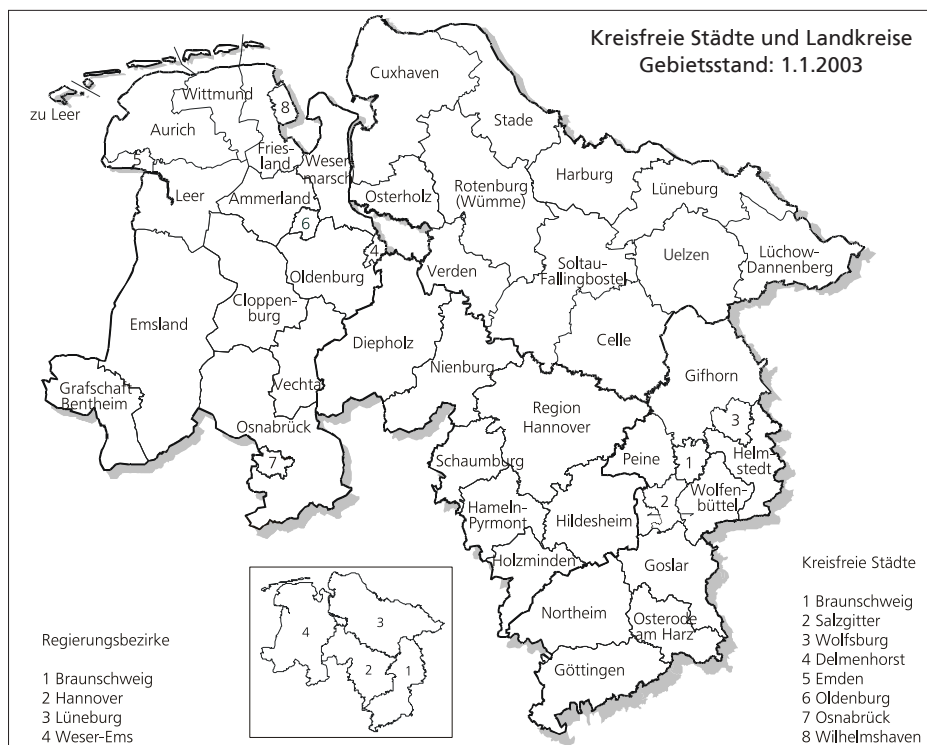 Kreisfreie Städte und Landkreise
Gebietsstand: 1.1.2003
Cuxhaven
Wittmund
8
zu Leer
Stade
Aurich
Fries-
land
Weser-
marsch
5
Harburg
Lüneburg
Leer
Ammerland
Osterholz
Rotenburg
(Wümme)
6
4
Oldenburg
Verden
Soltau-
Fallingbostel
Uelzen
Lüchow-
Dannenberg
Cloppen-
burg
Emsland
Diepholz
Celle
Nienburg
Vechta
Gifhorn
Grafschaft
Bentheim
Region
Hannover
3
Osnabrück
Peine
1
Helm-
stedt
7
Schaumburg
2
Wolfen-
büttel
Hameln-
Pyrmont
Hildesheim
Holzminden
Goslar
Northeim
Osterode
am Harz
Göttingen
Regierungsbezirke
1 Braunschweig
2 Hannover
3 Lüneburg
4 Weser-Ems
4
3
2
1
Kreisfreie Städte
1 Braunschweig
2 Salzgitter
3 Wolfsburg
4 Delmenhorst
5 Emden
6 Oldenburg
7 Osnabrück
8 Wilhelmshaven